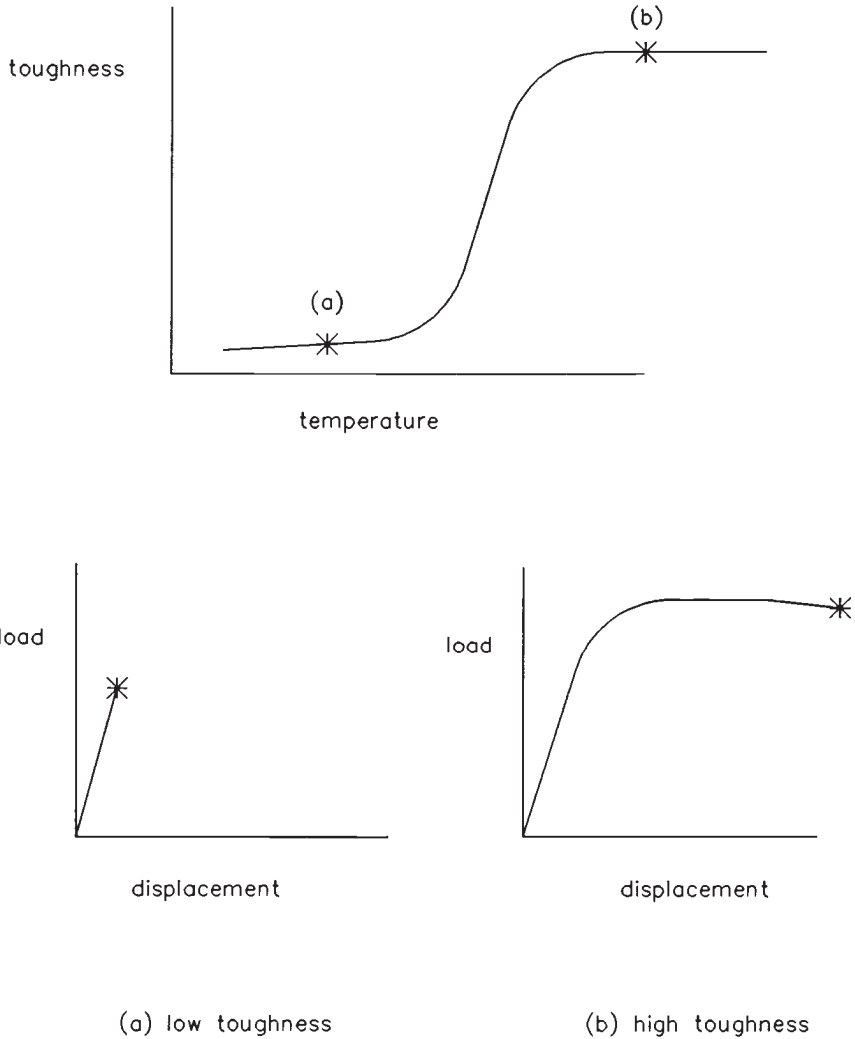 (b)
toughness
(a)
temperature
load
load
displacement
displacement
(a) low toughness
(b) high toughness